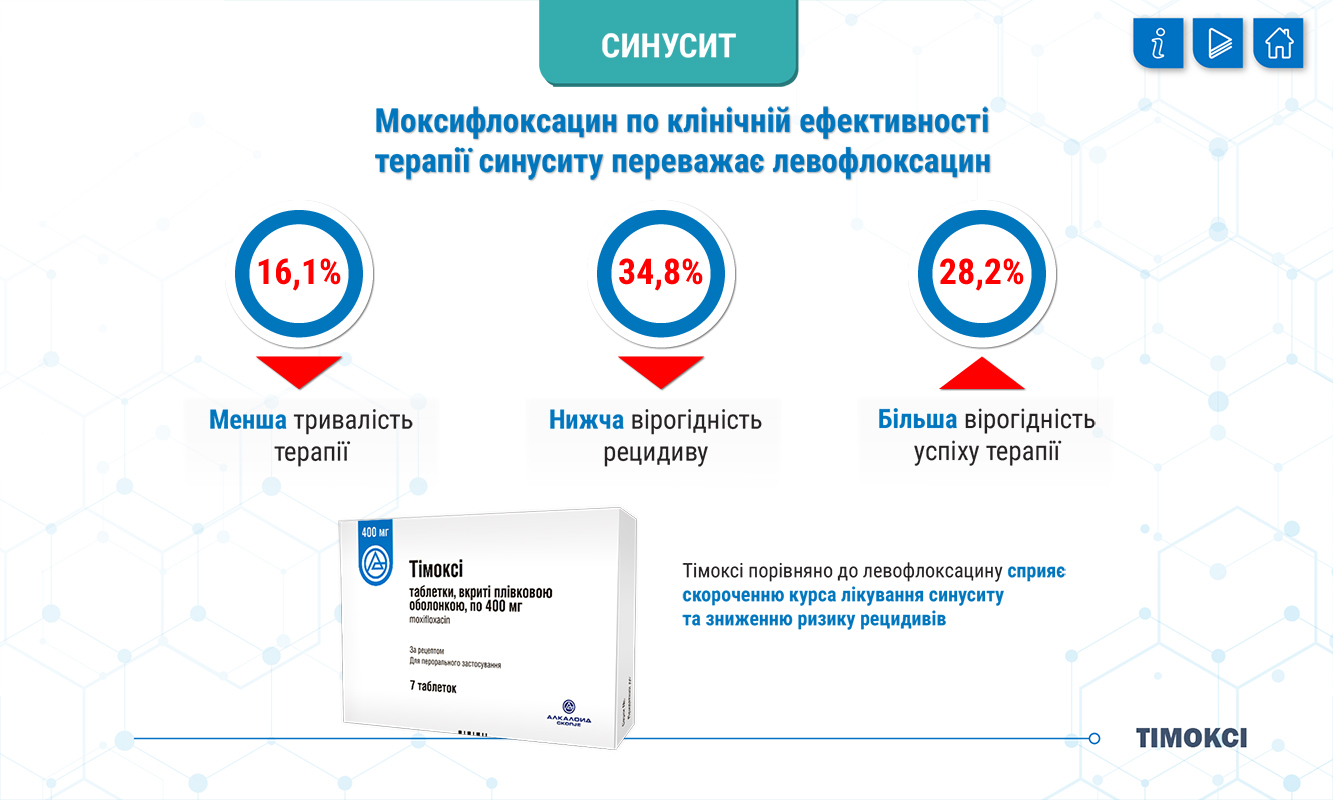 СИНУСИТ
Моксифлоксацин по клінічній ефективності
терапії синуситу переважає левофлоксацин
16,1%
34,8%
28,2%
Менша тривалість
терапії
Нижча вірогідність
рецидиву
Більша вірогідність
успіху терапії
400 мг
Тімоксі
таблетки, вкриті плівковою
оболонкою, по 400 мг
moxifloxacin
За рецептом
Для перорального застосування
7 таблеток
АЛКАЛОИД
СКОПЈЕ
Тімоксі порівняно до левофлоксацину сприяє
скороченню курса лікування синуситу
та зниженню ризику рецидивів
ТІМОКСІ